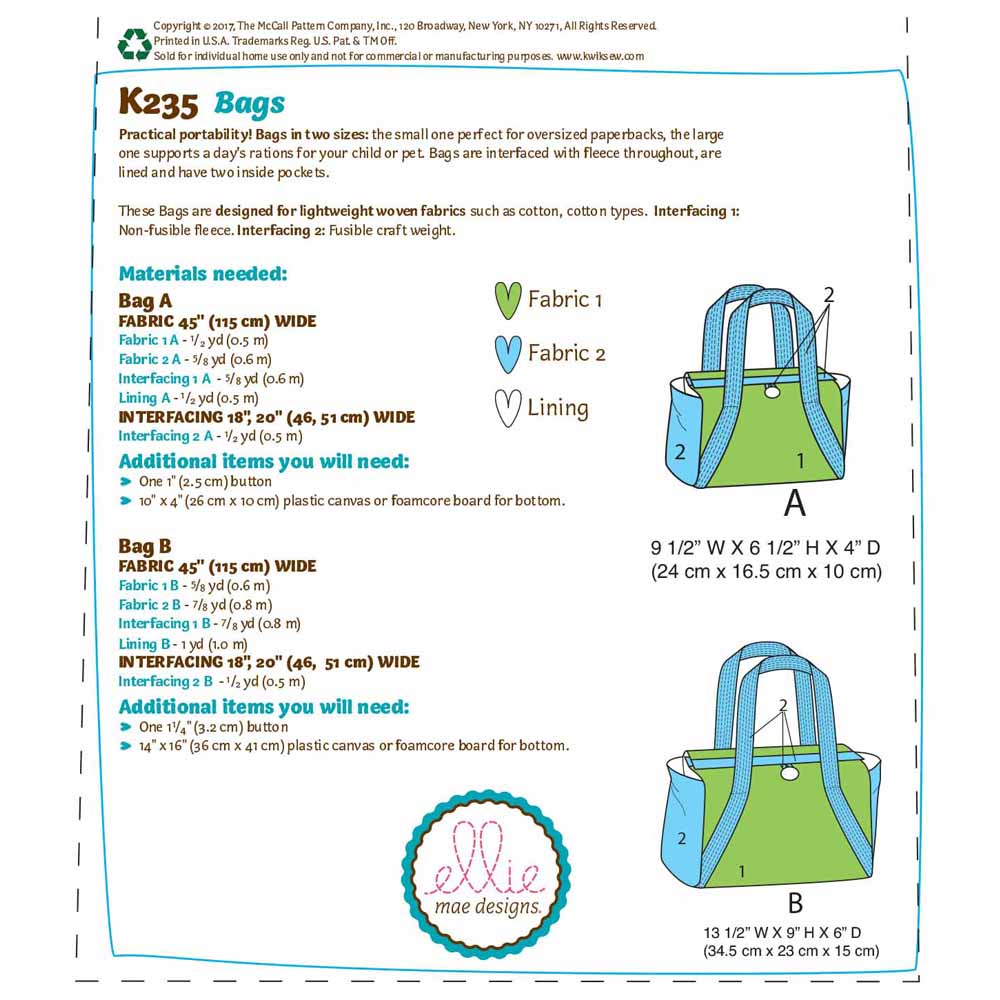 Copyright © 2017, The McCall Pattern Company, Inc., 120 Broadway, New York, NY 10271, All Rights Reserved.
Printed in U.S.A. Trademarks Reg. U.S. Pat. & TM Off.
Sold for individual home use only and not for commercial or manufacturing purposes. www.kwiksew.com
K235 Bags
Practical portability! Bags in two sizes: the small one perfect for oversized paperbacks, the large
one supports a day's rations for your child or pet. Bags are interfaced with fleece throughout, are
lined and have two inside pockets.
These Bags are designed for lightweight woven fabrics such as cotton, cotton types. Interfacing 1:
Non-fusible fleece. Interfacing 2: Fusible craft weight.
Materials needed:
Bag A
FABRIC 45" (115 cm) WIDE
Fabric 1 A - 1/2 yd (0.5 m)
Fabric 2 A - 5/8 yd (0.6 m)
Interfacing 1 A - 5/8 yd (0.6 m)
Lining A - 1/2 yd (0.5 m)
INTERFACING 18", 20" (46, 51 cm) WIDE
Interfacing 2 A - 1/2 yd (0.5 m)
Additional items you will need:
One 1" (2.5 cm) button
10" x 4" (26 cm x 10 cm) plastic canvas or foamcore board for bottom.
Bag B
FABRIC 45" (115 cm) WIDE
Fabric 1 B - 5/8 yd (0.6 m)
Fabric 2 B - 7/8 yd (0.8 m)
Interfacing 1 B - 7/8 yd (0.8 m)
Lining B - 1 yd (1.0 m)
INTERFACING 18", 20" (46, 51 cm) WIDE
Interfacing 2 B - 1/2 yd (0.5 m)
Additional items you will need:
One 1 1/4" (3.2 cm) button
14" x 16" (36 cm x 41 cm) plastic canvas or foamcore board for bottom.
Fabric 1
Fabric 2
Lining
2
2
1
A
9 1/2” W X 6 1/2” H X 4” D
(24 cm x 16.5 cm x 10 cm)
2
2
1
B
13 1/2” W X 9” H X 6” D
(34.5 cm x 23 cm x 15 cm)
ellie
mae designs.